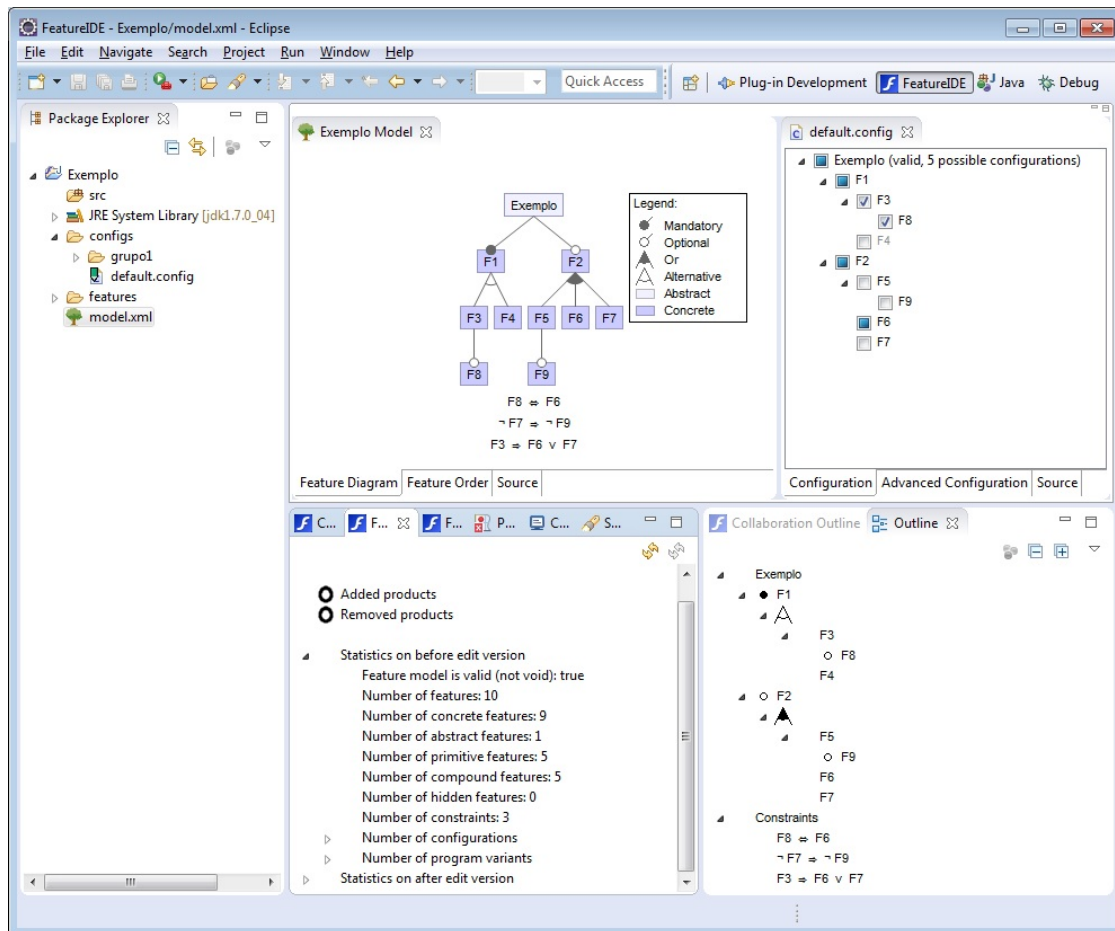 FeatureIDE - Exemplo/model.xml - Eclipse
File Edit Navigate Search Project Run Window Help
Quick Access
Plug-in Development
FeatureIDE
Java
Debug
Package Explorer
Exemplo
src
JRE System Library [jdk1.7.0_04]
configs
grupo1
default.config
features
model.xml
Exemplo Model
Exemplo
F1 F2
F3 F4 F5 F6 F7
F8 F9
F8 ⇔ F6
¬ F7 ⇒ ¬ F9
F3 ⇒ F6 ∨ F7
Legend:
Mandatory
Optional
Or
Alternative
Abstract
Concrete
Feature Diagram Feature Order Source
default.config
Exemplo (valid, 5 possible configurations)
F1
F3
F8
F4
F2
F5
F9
F6
F7
Configuration Advanced Configuration Source
C... F... F... P... C... S...
Added products
Removed products
Statistics on before edit version
Feature model is valid (not void): true
Number of features: 10
Number of concrete features: 9
Number of abstract features: 1
Number of primitive features: 5
Number of compound features: 5
Number of hidden features: 0
Number of constraints: 3
Number of configurations
Number of program variants
Statistics on after edit version
Collaboration Outline Outline
Exemplo
F1
F3
F8
F4
F2
F5
F9
F6
F7
Constraints
F8 ⇔ F6
¬ F7 ⇒ ¬ F9
F3 ⇒ F6 ∨ F7